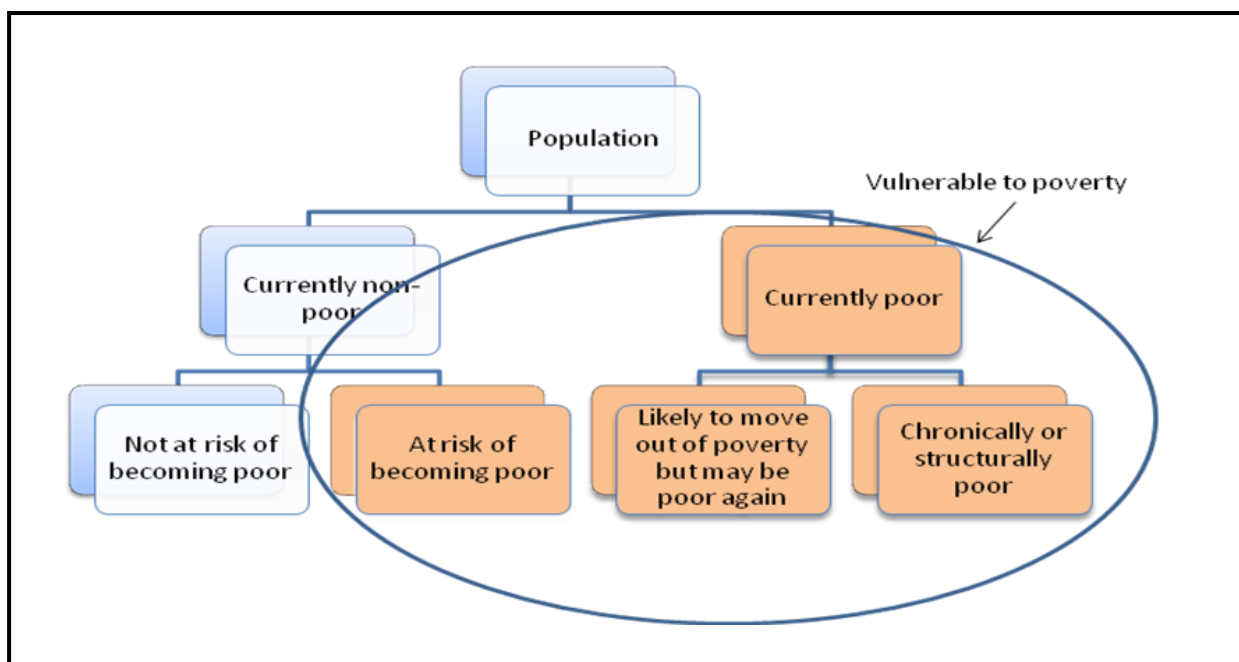 Population
Vulnerable to poverty
Currently non-
poor
Currently poor
Not at risk of
becoming poor
At risk of
becoming poor
Likely to move
out of poverty
but may be
poor again
Chronically or
structurally
poor